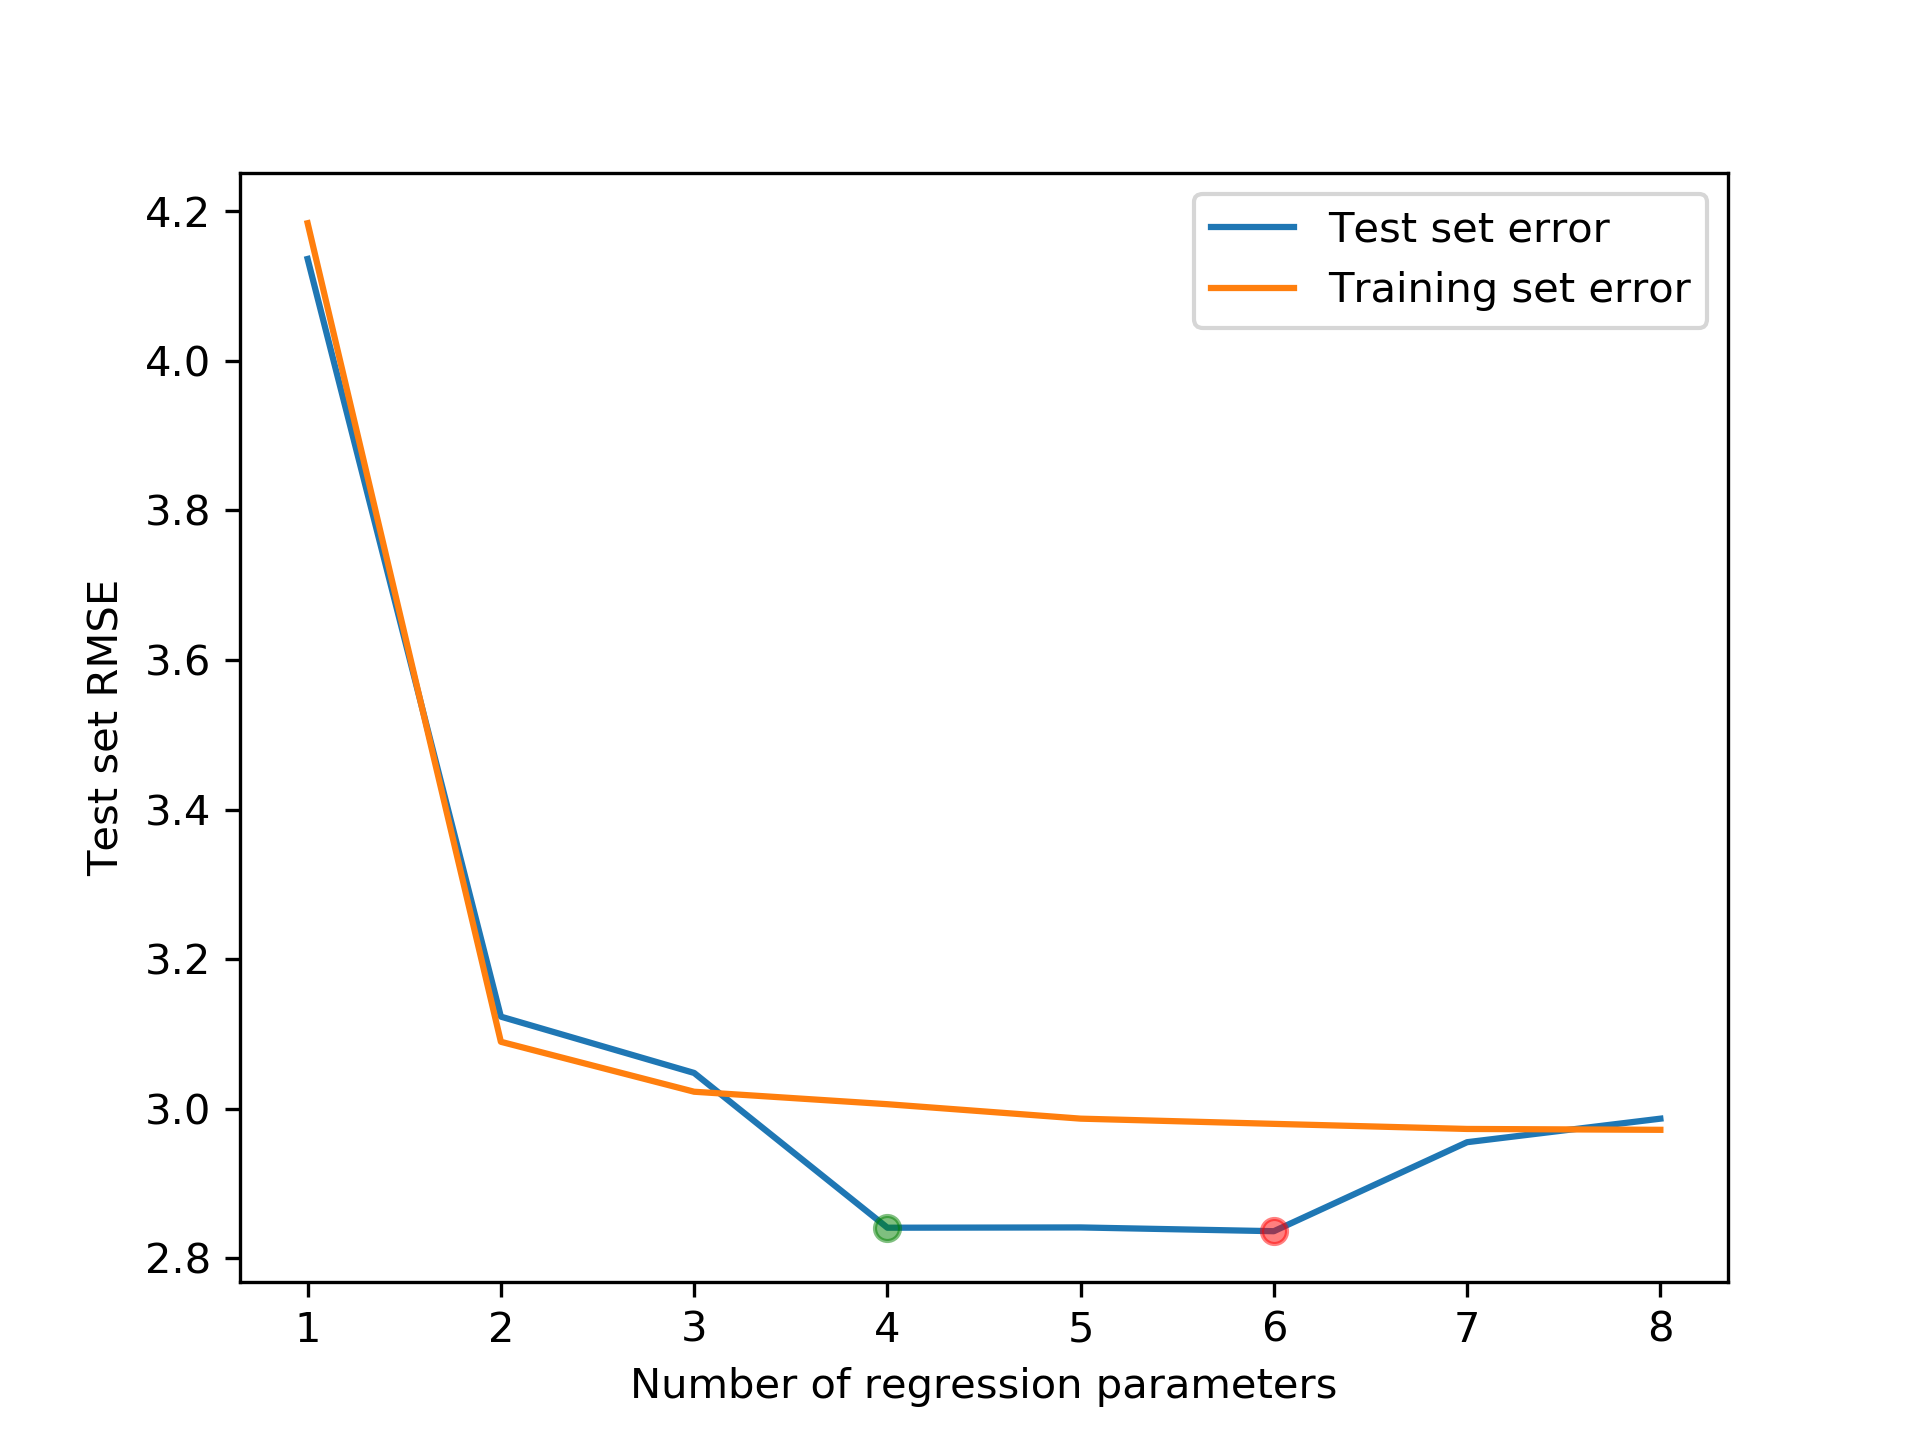 Test set error
Training set error
4.2
4.0
3.8
3.6
3.4
3.2
3.0
2.8
Test set RMSE
1 2 3 4 5 6 7 8
Number of regression parameters